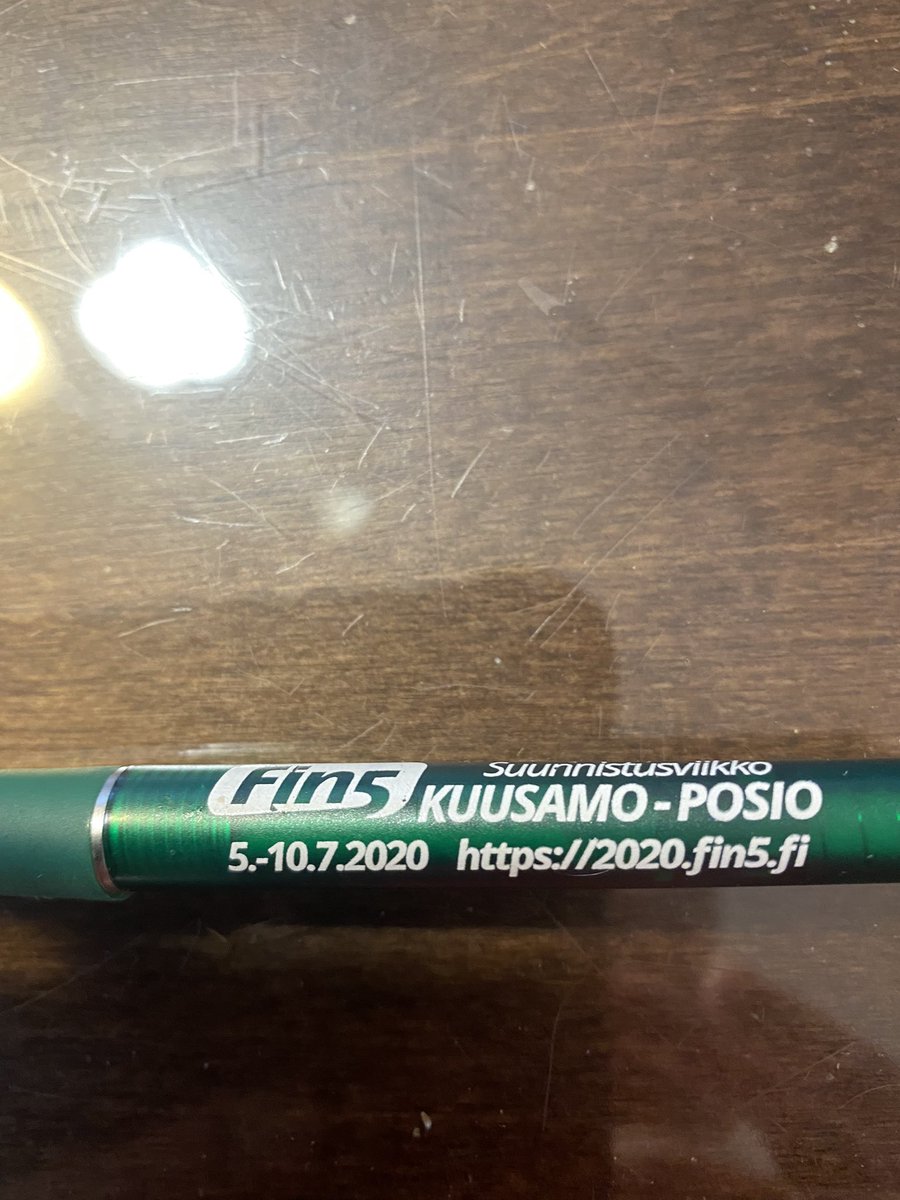 Fin5 Suunnistusviikko
KUUSAMO - POSIO
5.-10.7.2020 https://2020.fin5.fi